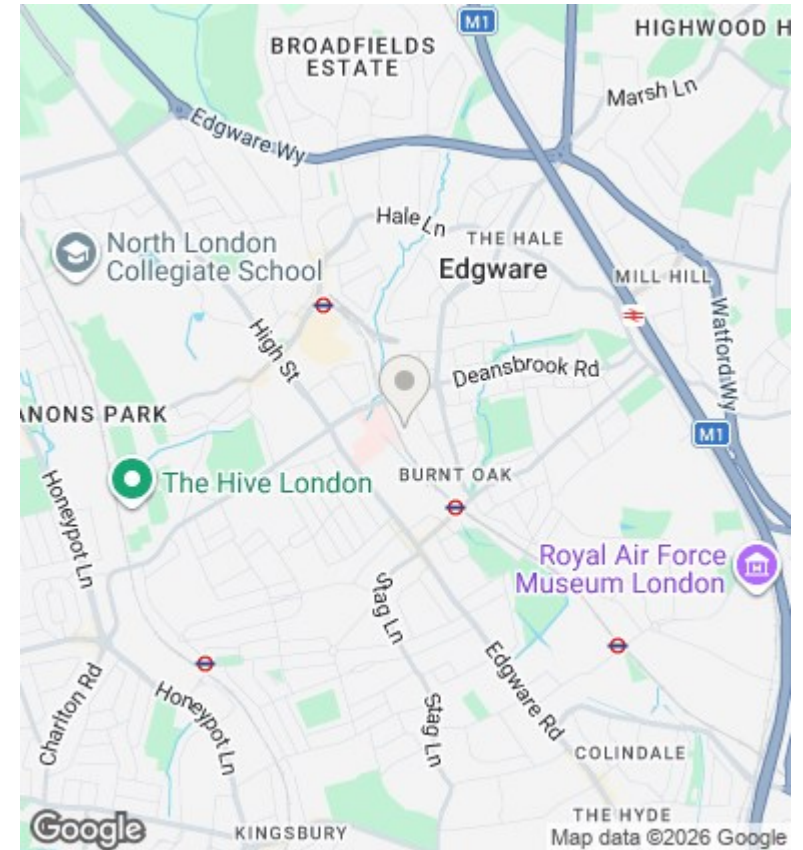 M1
BROADFIELDS
ESTATE
HIGHWOOD H
Marsh Ln
Edgware Wy
Hale Ln
THE HALE
North London
Collegiate School
Edgware
MILL HILL
Watford Wy
High St
Deansbrook Rd
ANONS PARK
M1
BURNT OAK
The Hive London
Honeypot Ln
Royal Air Force
Museum London
Stag Ln
Edgware Rd
Charlton Rd
Honeypot Ln
Stag Ln
COLINDALE
THE HYDE
KINGSBURY
Google
Map data ©2026 Google